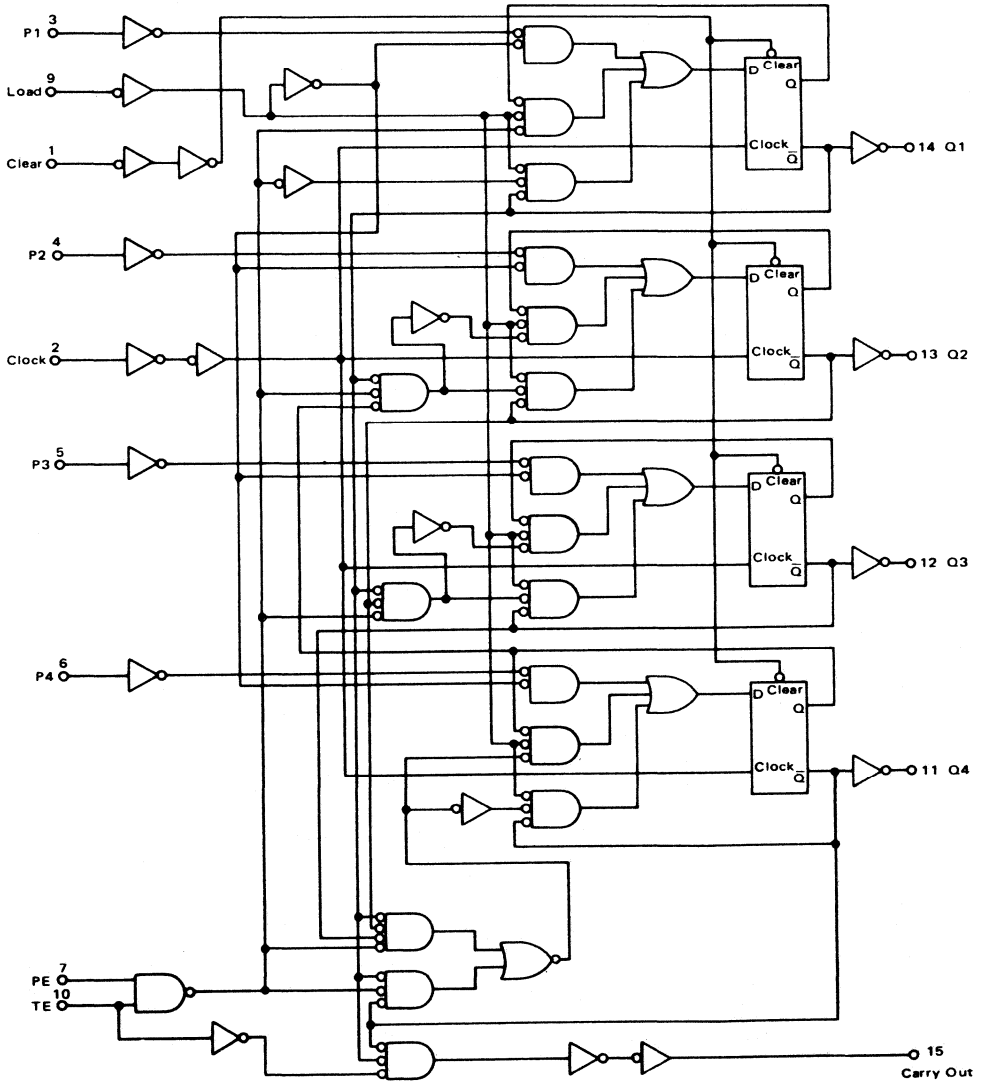 3
P1
9
Load
1
Clear
D Clear
Q
Clock
Q̅
14 Q1
4
P2
D Clear
Q
2
Clock
Clock
Q̅
13 Q2
5
P3
D Clear
Q
Clock
Q̅
12 Q3
6
P4
D Clear
Q
Clock
Q̅
11 Q4
7
PE
10
TE
15
Carry Out